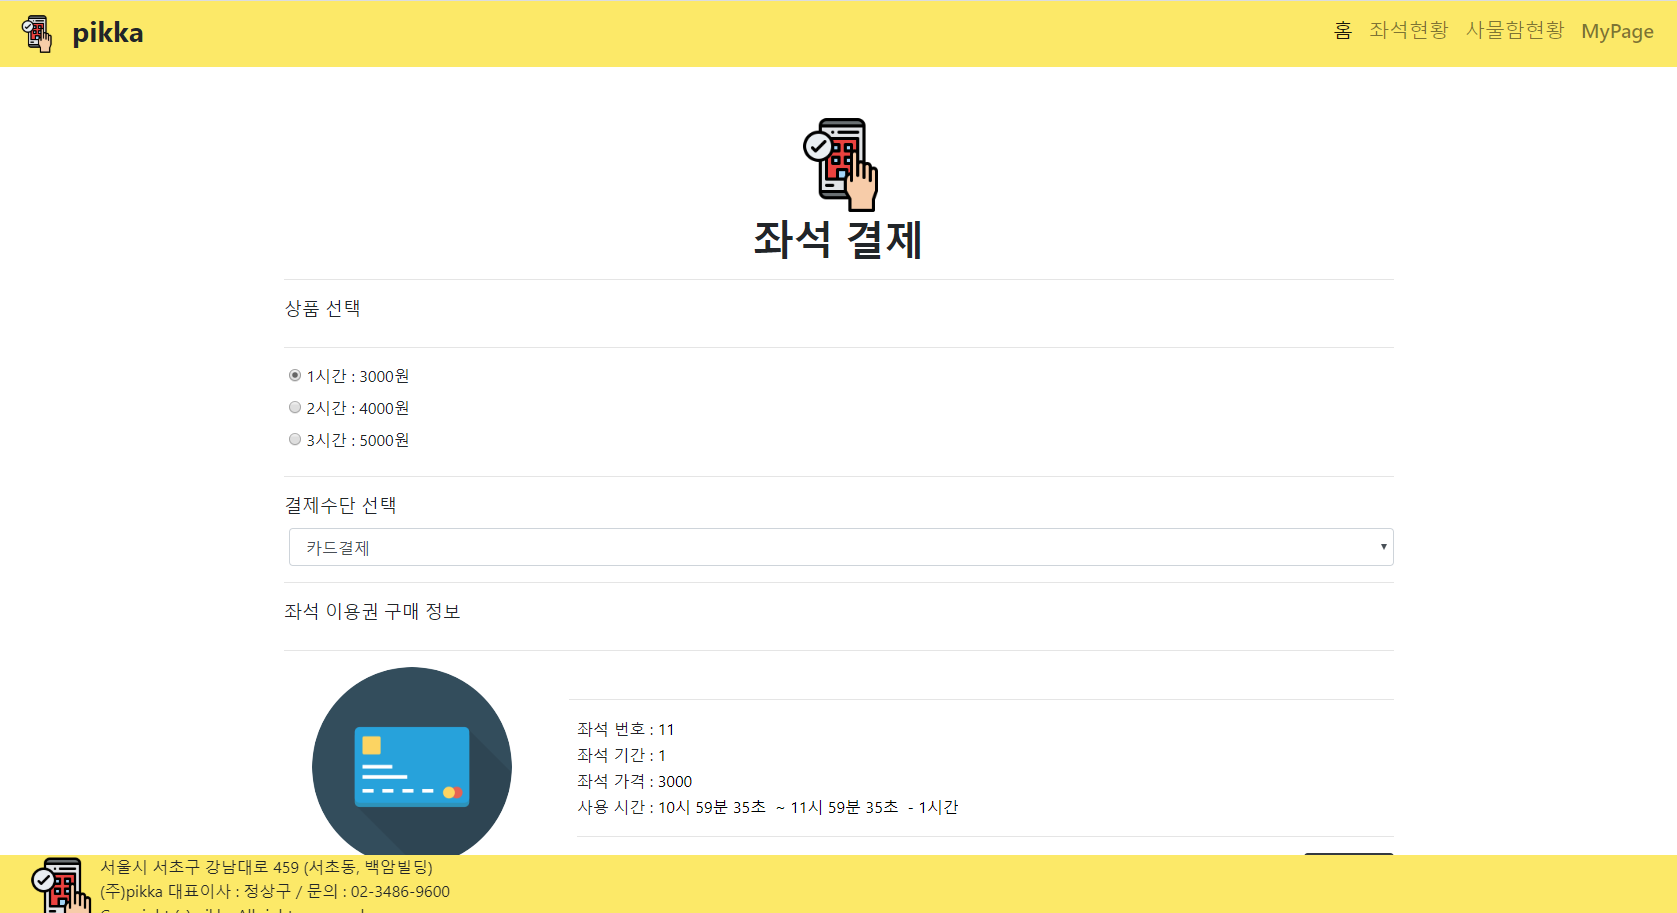 pikka
홈 좌석현황 사물함현황 MyPage
좌석 결제
상품 선택
1시간 : 3000원
2시간 : 4000원
3시간 : 5000원
결제수단 선택
카드결제
좌석 이용권 구매 정보
좌석 번호 : 11
좌석 기간 : 1
좌석 가격 : 3000
사용 시간 : 10시 59분 35초 ~ 11시 59분 35초 - 1시간
서울시 서초구 강남대로 459 (서초동, 백암빌딩)
(주)pikka 대표이사 : 정상구 / 문의 : 02-3486-9600